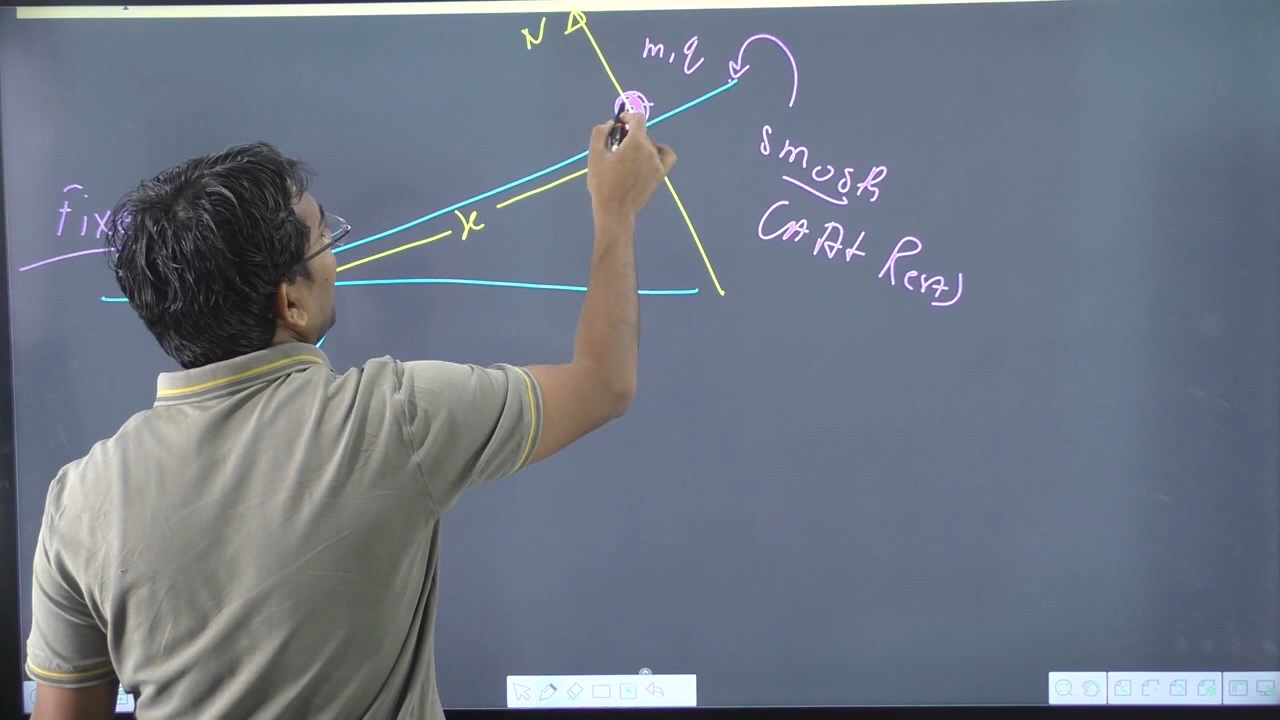 N
m, q
smooth
(at Rest)
x